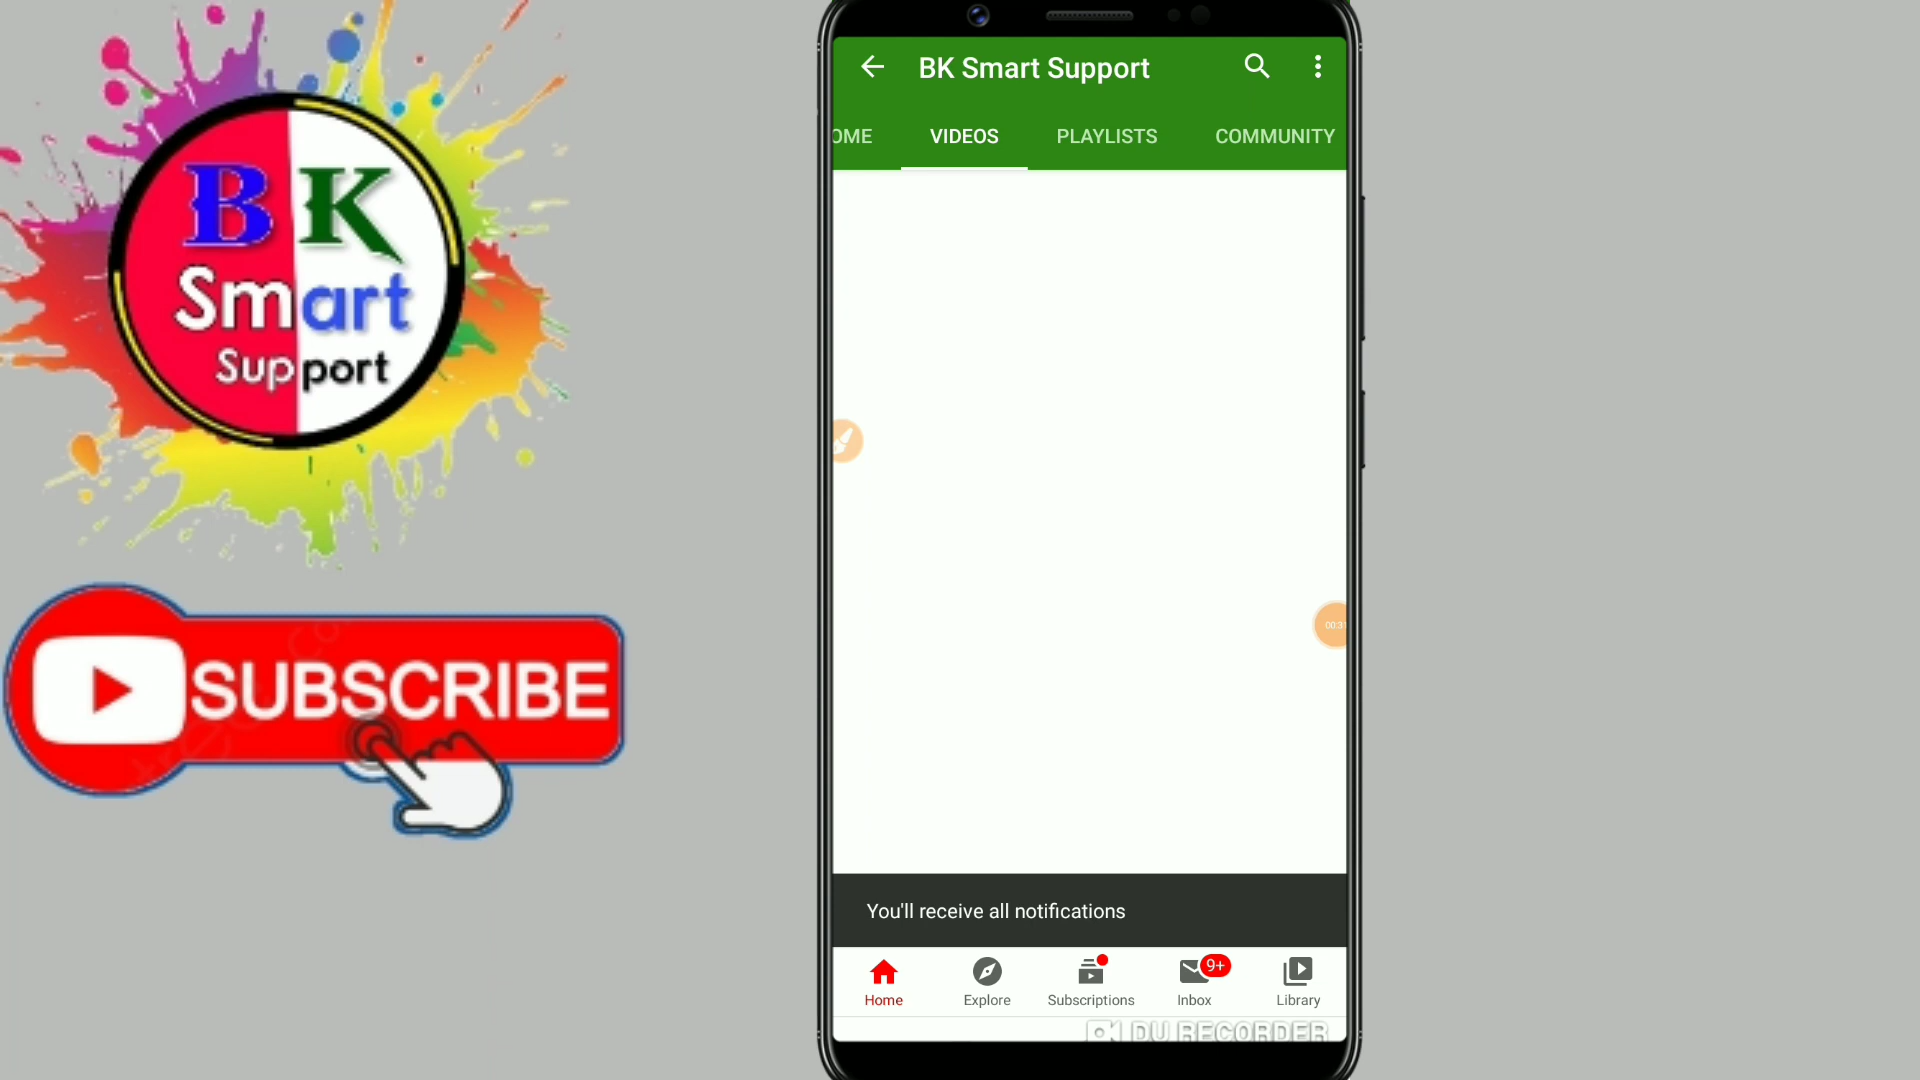 B K
Smart
Support
SUBSCRIBE
BK Smart Support
OME VIDEOS PLAYLISTS COMMUNITY
You'll receive all notifications
9+
Home Explore Subscriptions Inbox Library
DU RECORDER